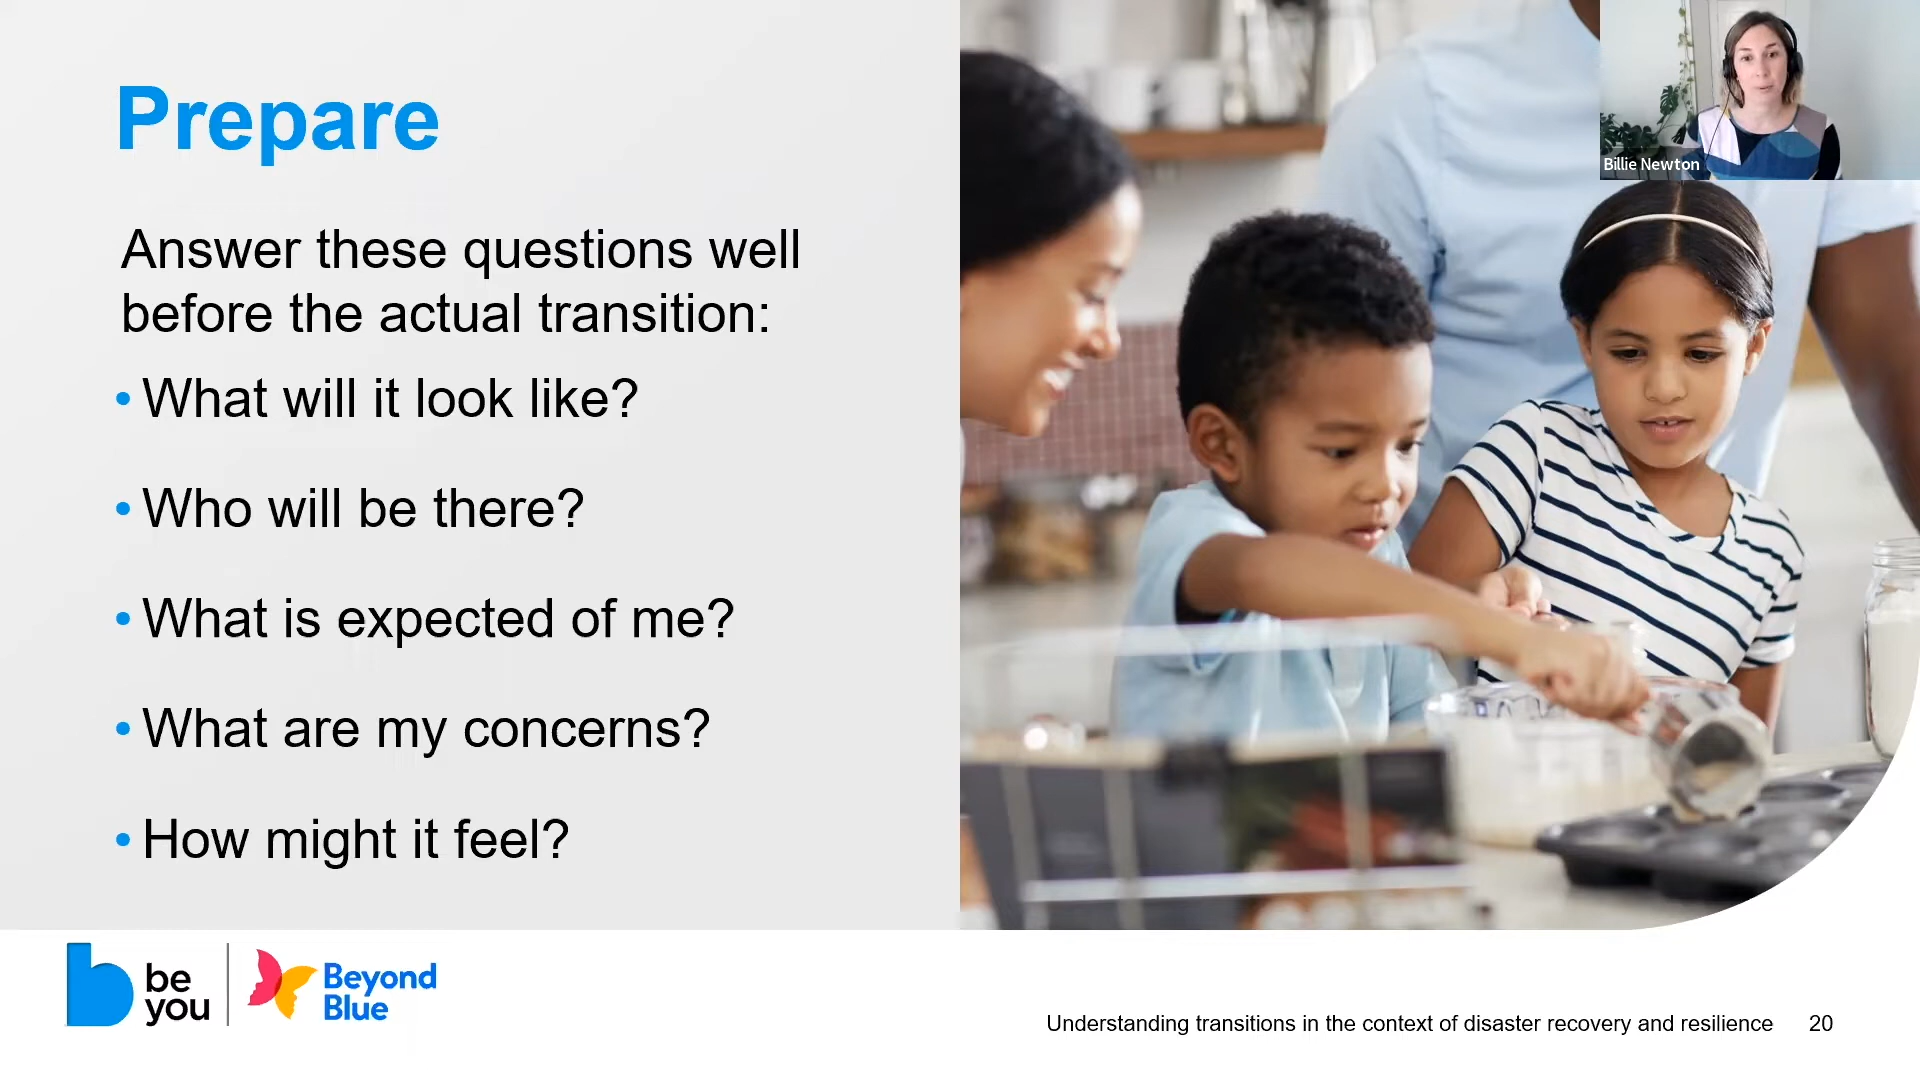 Prepare
Billie Newton
Answer these questions well
before the actual transition:
• What will it look like?
• Who will be there?
• What is expected of me?
• What are my concerns?
• How might it feel?
be
you
Beyond
Blue
Understanding transitions in the context of disaster recovery and resilience 20